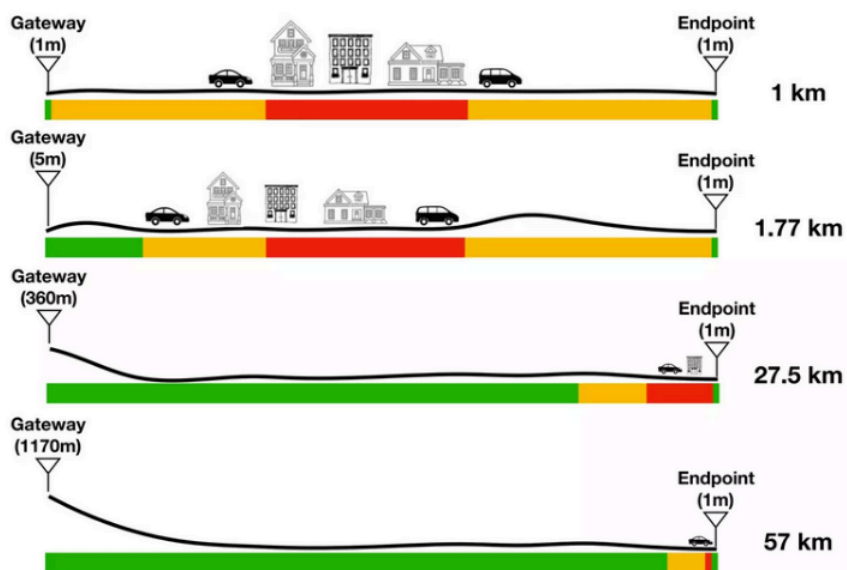 Gateway
(1m)
Endpoint
(1m)
1 km
Gateway
(5m)
Endpoint
(1m)
1.77 km
Gateway
(360m)
Endpoint
(1m)
27.5 km
Gateway
(1170m)
Endpoint
(1m)
57 km